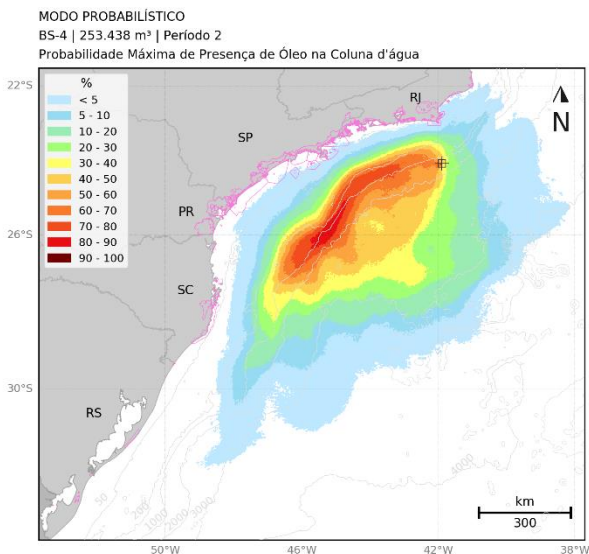 MODO PROBABILÍSTICO
BS-4 | 253.438 m³ | Período 2
Probabilidade Máxima de Presença de Óleo na Coluna d'água
22°S
26°S
30°S
%
< 5
5 - 10
10 - 20
20 - 30
30 - 40
40 - 50
50 - 60
60 - 70
70 - 80
80 - 90
90 - 100
RJ
N
SP
PR
SC
RS
50
200
1000
2000
3000
4000
km
300
50°W
46°W
42°W
38°W